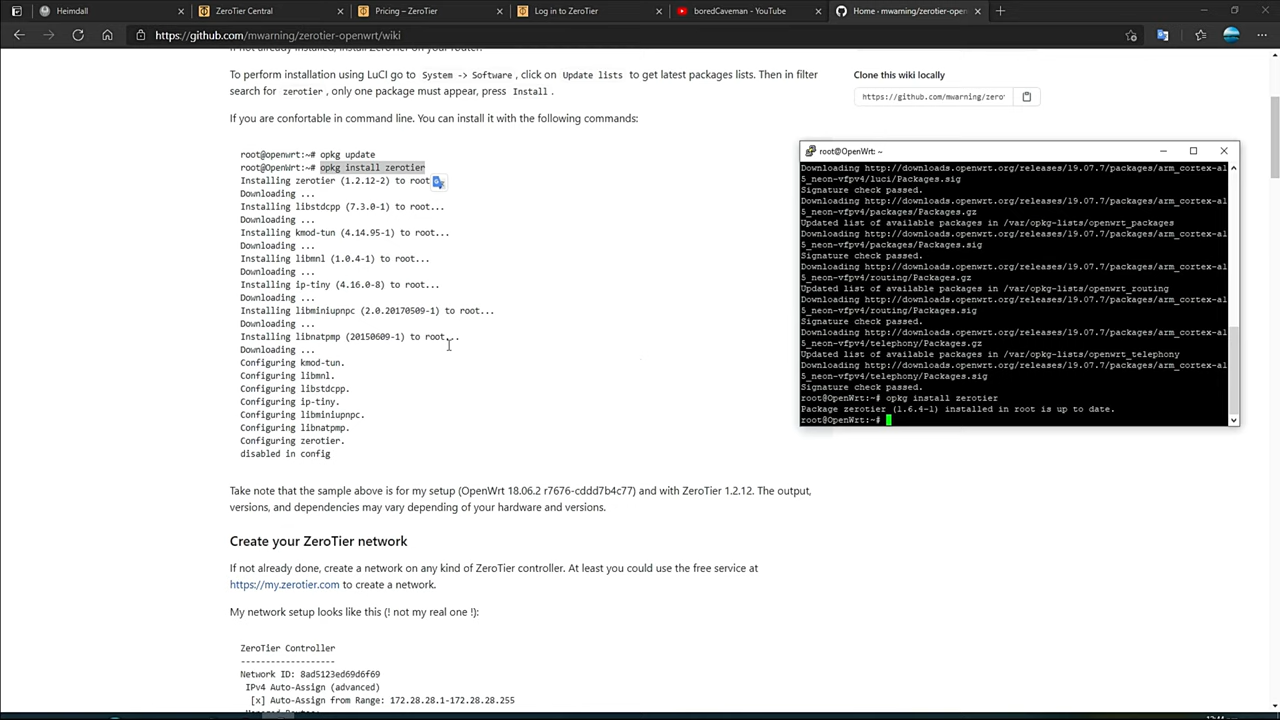 Heimdall
ZeroTier Central
Pricing – ZeroTier
Log in to ZeroTier
boredCaveman - YouTube
Home · mwarning/zerotier-open
https://github.com/mwarning/zerotier-openwrt/wiki
If not already installed, install ZeroTier on your router.
To perform installation using LuCI go to System -> Software, click on Update lists to get latest packages lists. Then in filter
search for zerotier, only one package must appear, press Install.
If you are confortable in command line. You can install it with the following commands:
root@openwrt:~# opkg update
root@OpenWrt:~# opkg install zerotier
Installing zerotier (1.2.12-2) to root
Downloading ...
Installing libstdcpp (7.3.0-1) to root...
Downloading ...
Installing kmod-tun (4.14.95-1) to root...
Downloading ...
Installing libmnl (1.0.4-1) to root...
Downloading ...
Installing ip-tiny (4.16.0-8) to root...
Downloading ...
Installing libminiupnpc (2.0.20170509-1) to root...
Downloading ...
Installing libnatpmp (20150609-1) to root...
Downloading ...
Configuring kmod-tun.
Configuring libmnl.
Configuring libstdcpp.
Configuring ip-tiny.
Configuring libminiupnpc.
Configuring libnatpmp.
Configuring zerotier.
disabled in config
Take note that the sample above is for my setup (OpenWrt 18.06.2 r7676-cddd7b4c77) and with ZeroTier 1.2.12. The output,
versions, and dependencies may vary depending of your hardware and versions.
Create your ZeroTier network
If not already done, create a network on any kind of ZeroTier controller. At least you could use the free service at
https://my.zerotier.com to create a network.
My network setup looks like this (! not my real one !):
ZeroTier Controller
-------------------
Network ID: 8ad5123ed69d6f69
IPv4 Auto-Assign (advanced)
[x] Auto-Assign from Range: 172.28.28.1-172.28.28.255
Clone this wiki locally
https://github.com/mwarning/zero
root@OpenWrt: ~
Downloading http://downloads.openwrt.org/releases/19.07.7/packages/arm_cortex-a1
5_neon-vfpv4/luci/Packages.sig
Signature check passed.
Downloading http://downloads.openwrt.org/releases/19.07.7/packages/arm_cortex-a1
5_neon-vfpv4/packages/Packages.gz
Updated list of available packages in /var/opkg-lists/openwrt_packages
Downloading http://downloads.openwrt.org/releases/19.07.7/packages/arm_cortex-a1
5_neon-vfpv4/packages/Packages.sig
Signature check passed.
Downloading http://downloads.openwrt.org/releases/19.07.7/packages/arm_cortex-a1
5_neon-vfpv4/routing/Packages.gz
Updated list of available packages in /var/opkg-lists/openwrt_routing
Downloading http://downloads.openwrt.org/releases/19.07.7/packages/arm_cortex-a1
5_neon-vfpv4/routing/Packages.sig
Signature check passed.
Downloading http://downloads.openwrt.org/releases/19.07.7/packages/arm_cortex-a1
5_neon-vfpv4/telephony/Packages.gz
Updated list of available packages in /var/opkg-lists/openwrt_telephony
Downloading http://downloads.openwrt.org/releases/19.07.7/packages/arm_cortex-a1
5_neon-vfpv4/telephony/Packages.sig
Signature check passed.
root@OpenWrt:~# opkg install zerotier
Package zerotier (1.6.4-1) installed in root is up to date.
root@OpenWrt:~#